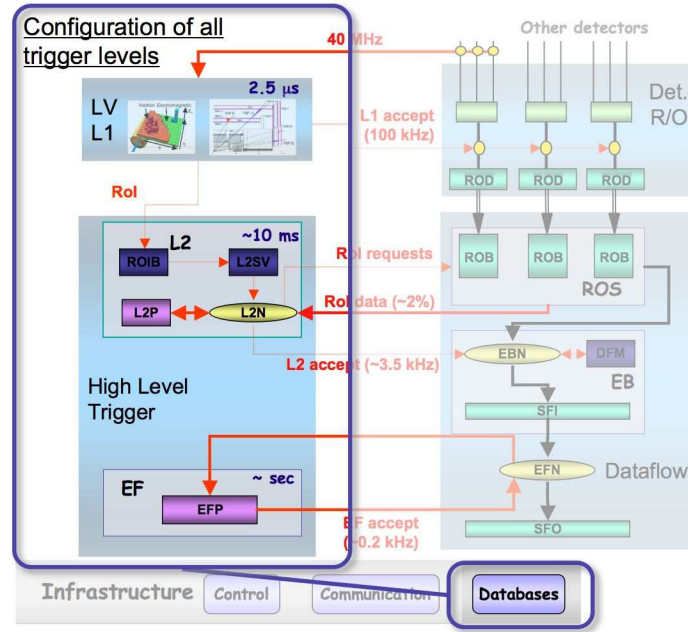 Configuration of all
trigger levels
40 MHz
Other detectors
2.5 μs
LV
L1
Det.
R/O
L1 accept
(100 kHz)
ROD
ROD
ROD
RoI
L2
~10 ms
ROIB
L2SV
RoI requests
ROB
ROB
ROB
ROS
L2P
L2N
RoI data (~2%)
L2 accept (~3.5 kHz)
EBN
DFM
EB
High Level
Trigger
SFI
EF
~ sec
EFP
EFN
Dataflow
EF accept
(~0.2 kHz)
SFO
Infrastructure
Control
Communication
Databases